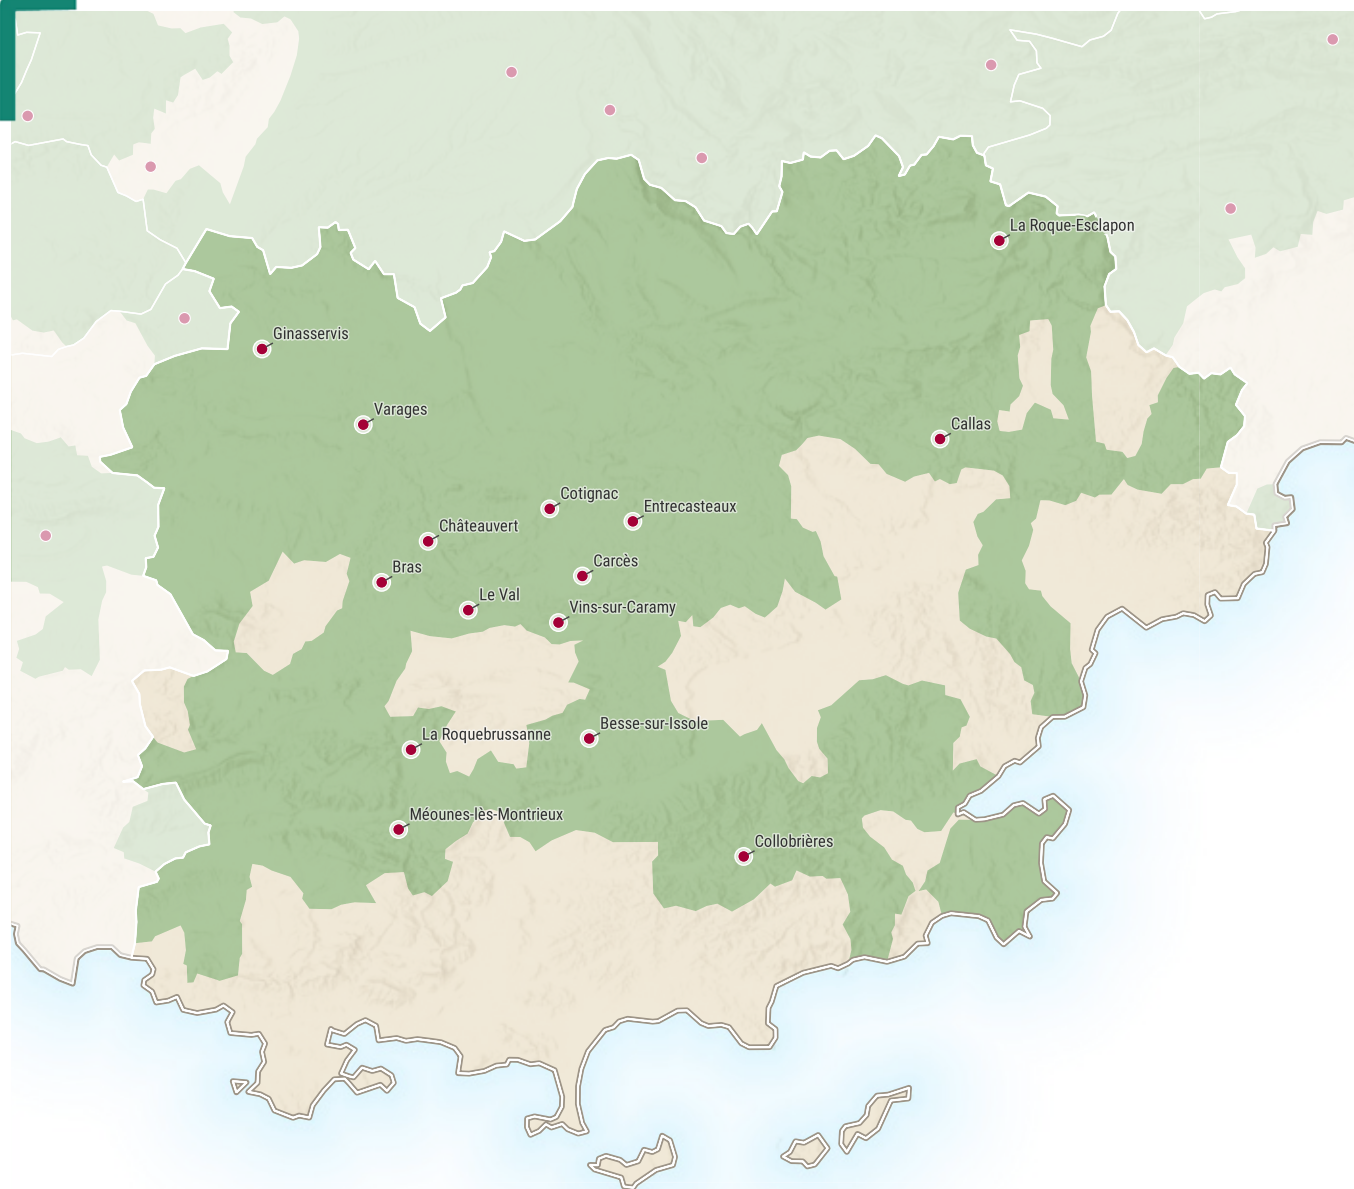 La Roque-Esclapon
Ginasservis
Varages
Callas
Cotignac
Entrecasteaux
Châteauvert
Carcès
Bras
Le Val
Vins-sur-Caramy
Besse-sur-Issole
La Roquebrussanne
Méounes-lès-Montrieux
Collobrières